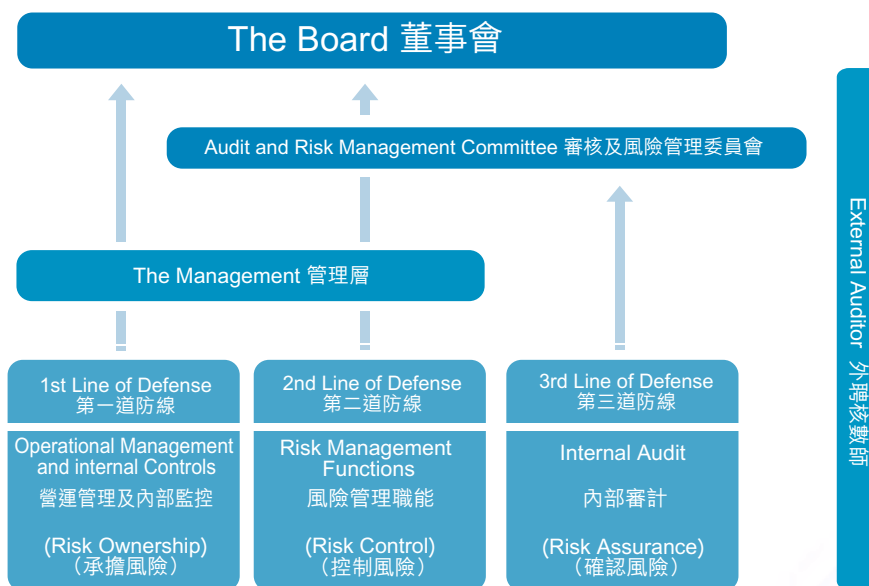 The Board 董事會
Audit and Risk Management Committee 審核及風險管理委員會
The Management 管理層
1st Line of Defense
第一道防線
Operational Management
and internal Controls
營運管理及內部監控
(Risk Ownership)
（承擔風險）
2nd Line of Defense
第二道防線
Risk Management
Functions
風險管理職能
(Risk Control)
（控制風險）
3rd Line of Defense
第三道防線
Internal Audit
內部審計
(Risk Assurance)
（確認風險）
External Auditor 外聘核數師